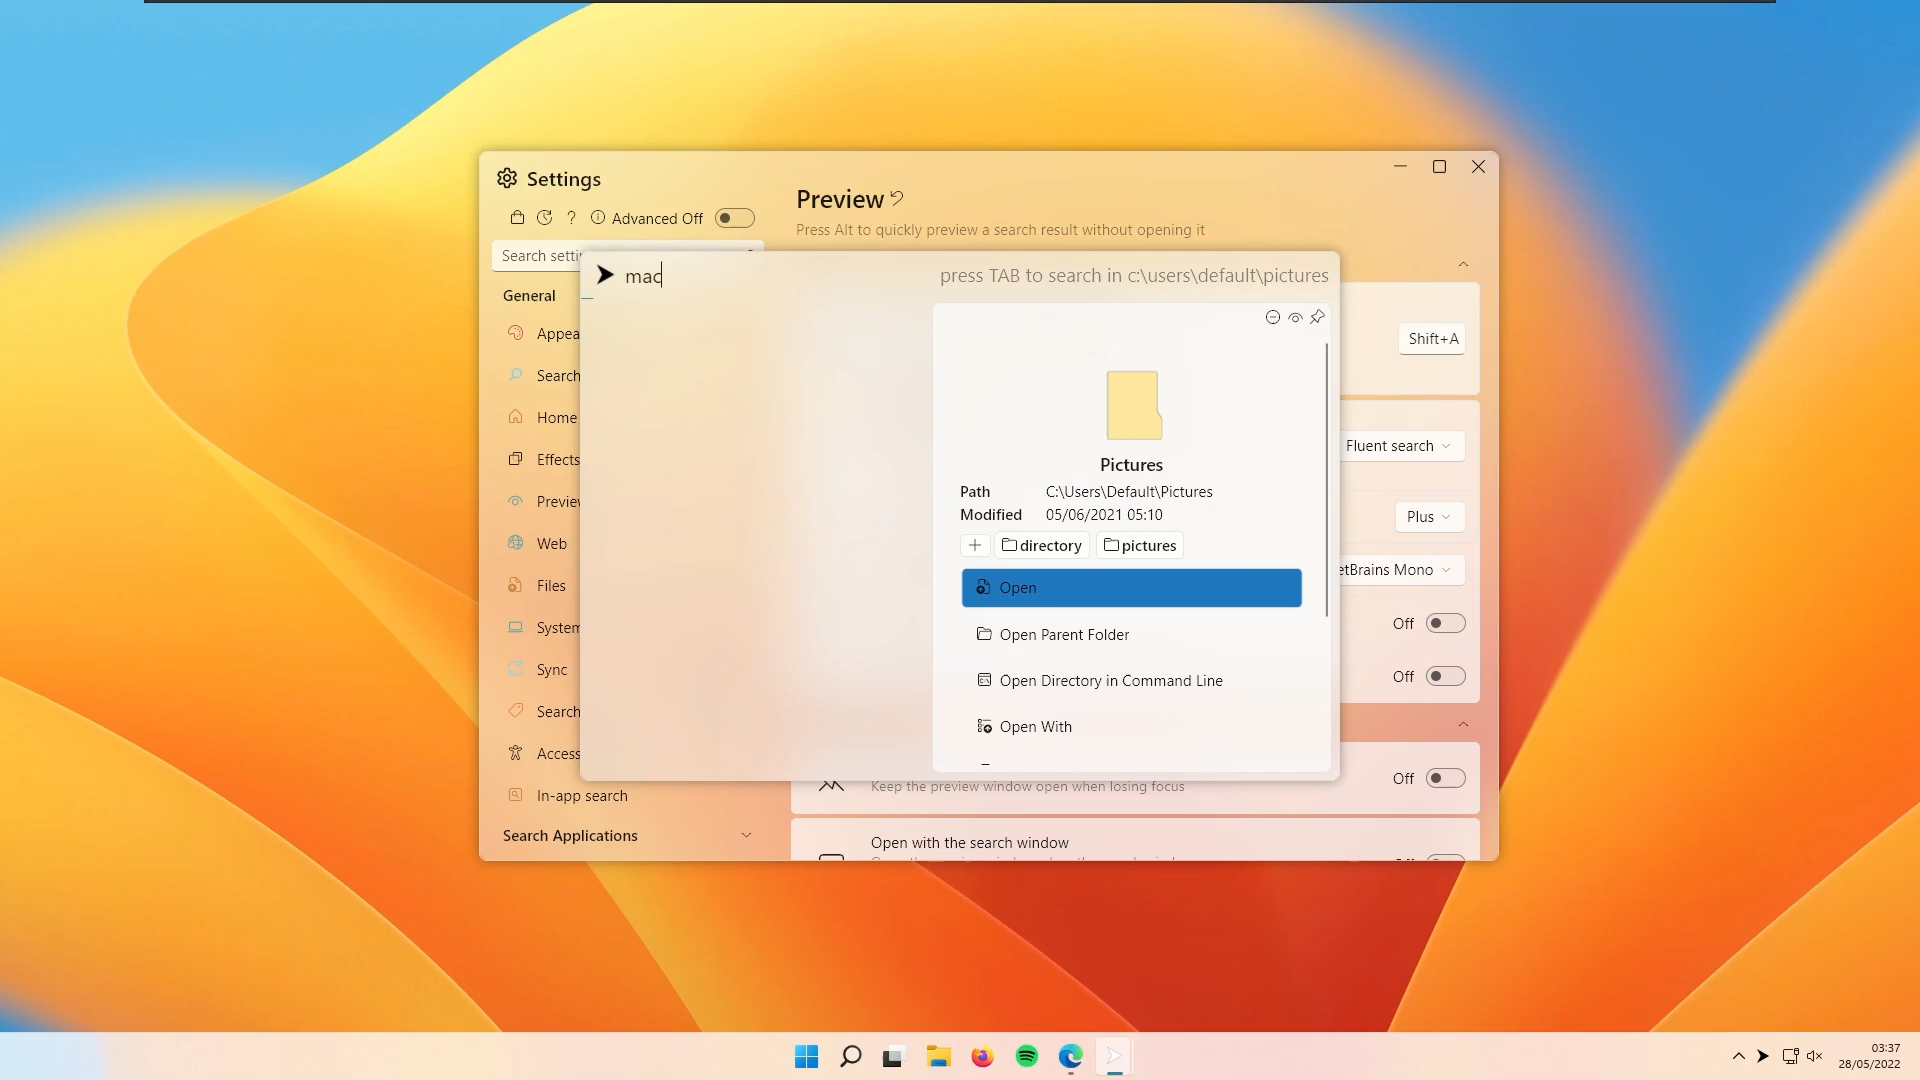 Settings
Advanced Off
Search setti
General
Appea
Search
Home
Effects
Preview
Web
Files
System
Sync
Search
Access
In-app search
Search Applications
Preview
Press Alt to quickly preview a search result without opening it
mac
press TAB to search in c:\users\default\pictures
Pictures
Path C:\Users\Default\Pictures
Modified 05/06/2021 05:10
directory pictures
Open
Open Parent Folder
Open Directory in Command Line
Open With
Shift+A
Fluent search
Plus
etBrains Mono
Off
Off
Off
Keep the preview window open when losing focus
Open with the search window
03:37
28/05/2022